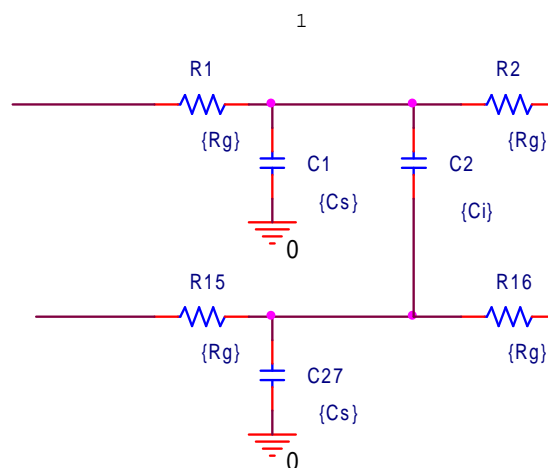 1
R1
R2
{Rg}
{Rg}
C1
C2
{Cs}
{Ci}
0
R15
R16
{Rg}
{Rg}
C27
{Cs}
0